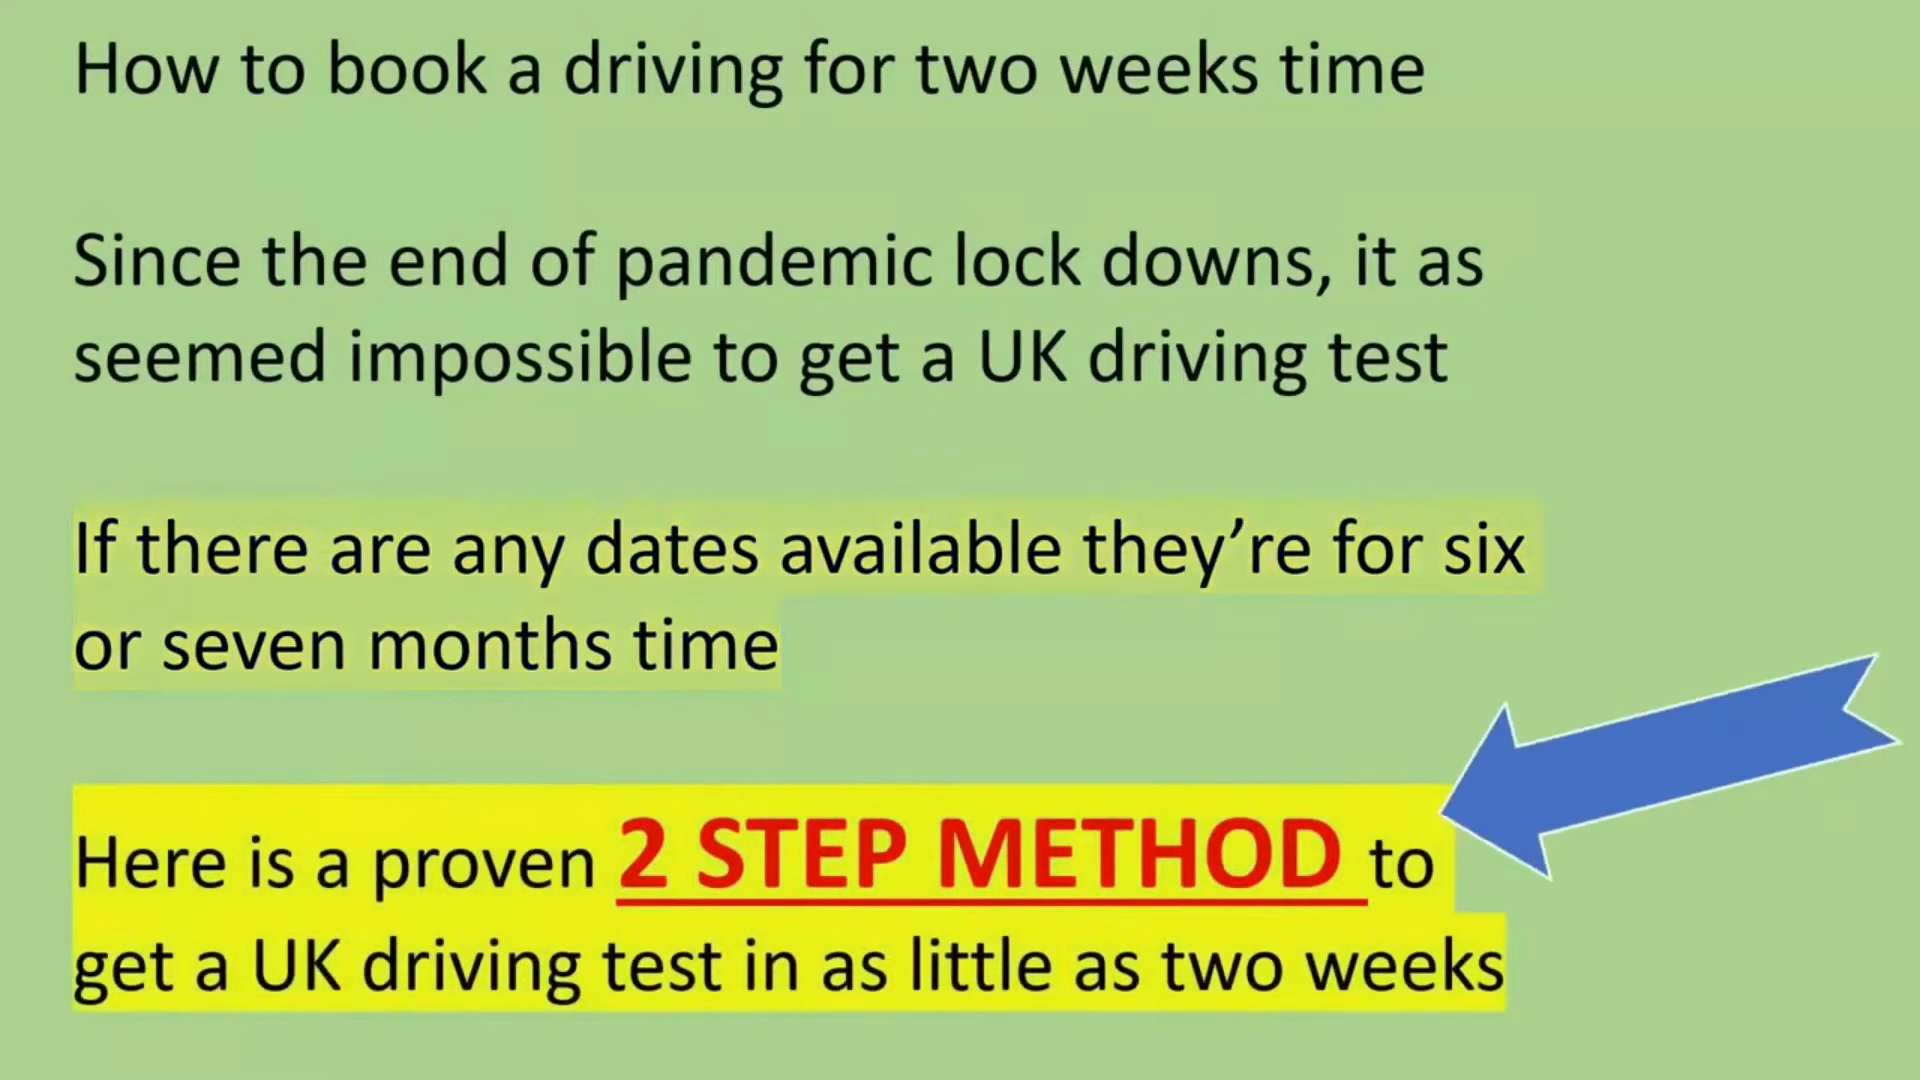 How to book a driving for two weeks time
Since the end of pandemic lock downs, it as
seemed impossible to get a UK driving test
If there are any dates available they’re for six
or seven months time
Here is a proven 2 STEP METHOD to
get a UK driving test in as little as two weeks